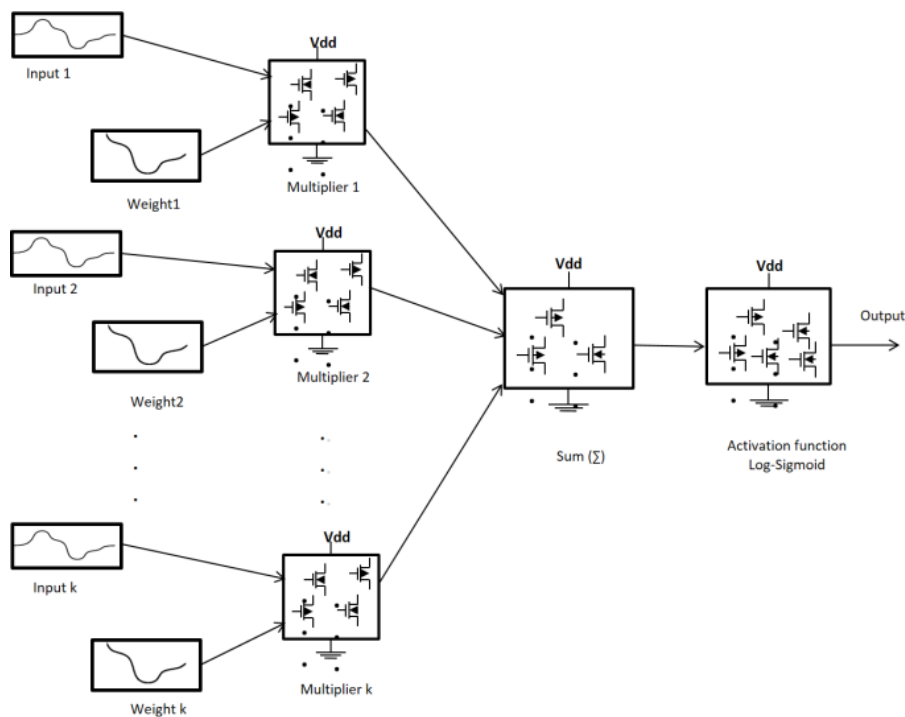 Vdd
Input 1
Multiplier 1
Weight1
Vdd
Input 2
Multiplier 2
Weight2
Vdd
Sum (∑)
Vdd
Output
Activation function
Log-Sigmoid
Vdd
Input k
Multiplier k
Weight k